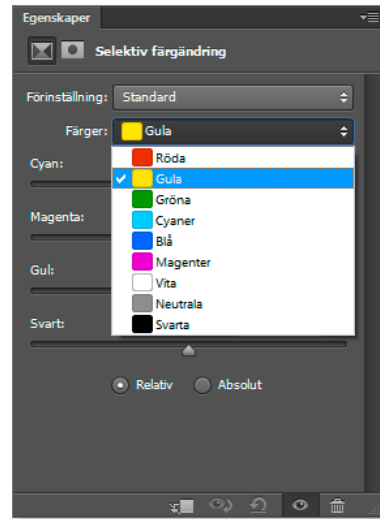 Egenskaper
Selektiv färgändring
Förinställning: Standard
Färger: Gula
Röda
Cyan:
Gula
Gröna
Cyaner
Magenta:
Blå
Magenter
Gul:
Vita
Neutrala
Svart:
Svarta
Relativ Absolut